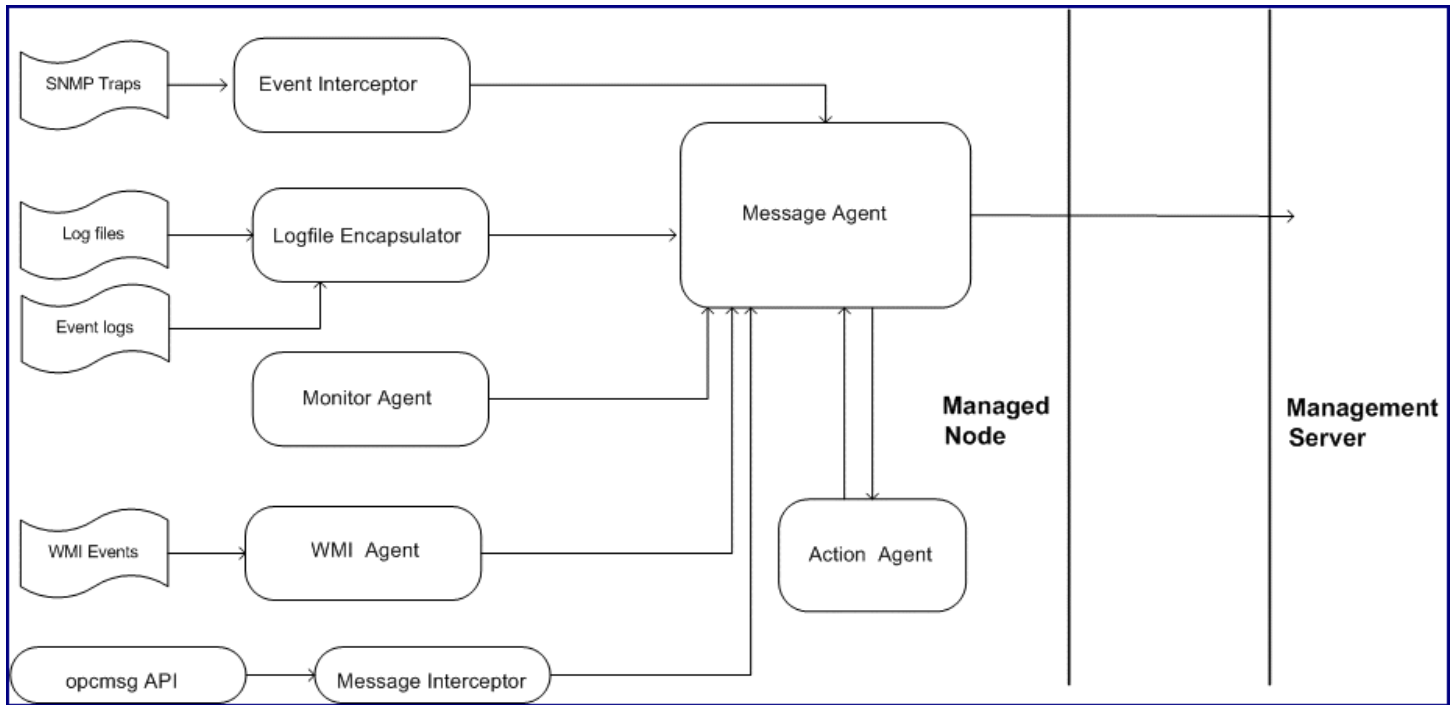 SNMP Traps
Event Interceptor
Message Agent
Log files
Logfile Encapsulator
Event logs
Monitor Agent
Managed
Node
Management
Server
WMI Events
WMI Agent
Action Agent
opcmsg API
Message Interceptor